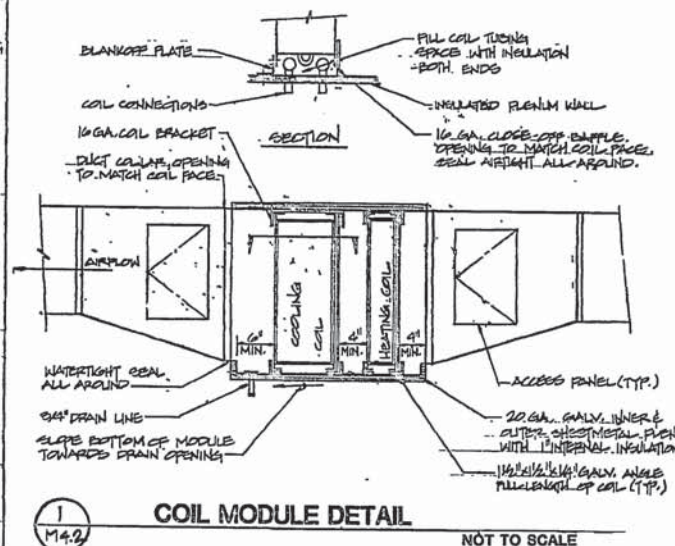 BLANKOFF PLATE
FILL COIL TUBING
SPACE WITH INSULATION
BOTH ENDS
COIL CONNECTIONS
INSULATED PLENUM WALL
16 GA. COIL BRACKET
SECTION
16 GA. CLOSE-OFF BAFFLE.
OPENING TO MATCH COIL FACE.
SEAL AIRTIGHT ALL AROUND.
DUCT COLLAR, OPENING
TO MATCH COIL FACE
AIRFLOW
COOLING
COIL
HEATING COIL
6"
MIN.
4"
MIN.
4"
MIN.
WATERTIGHT SEAL
ALL AROUND
ACCESS PANEL (TYP.)
3/4" DRAIN LINE
20 GA. GALV. INNER &
OUTER SHEETMETAL PLEN
WITH 1" INTERNAL INSULATION
SLOPE BOTTOM OF MODULE
TOWARDS DRAIN OPENING
GALV. ANGLE
FULL LENGTH OF COIL (TYP.)
1
M4.2
COIL MODULE DETAIL
NOT TO SCALE